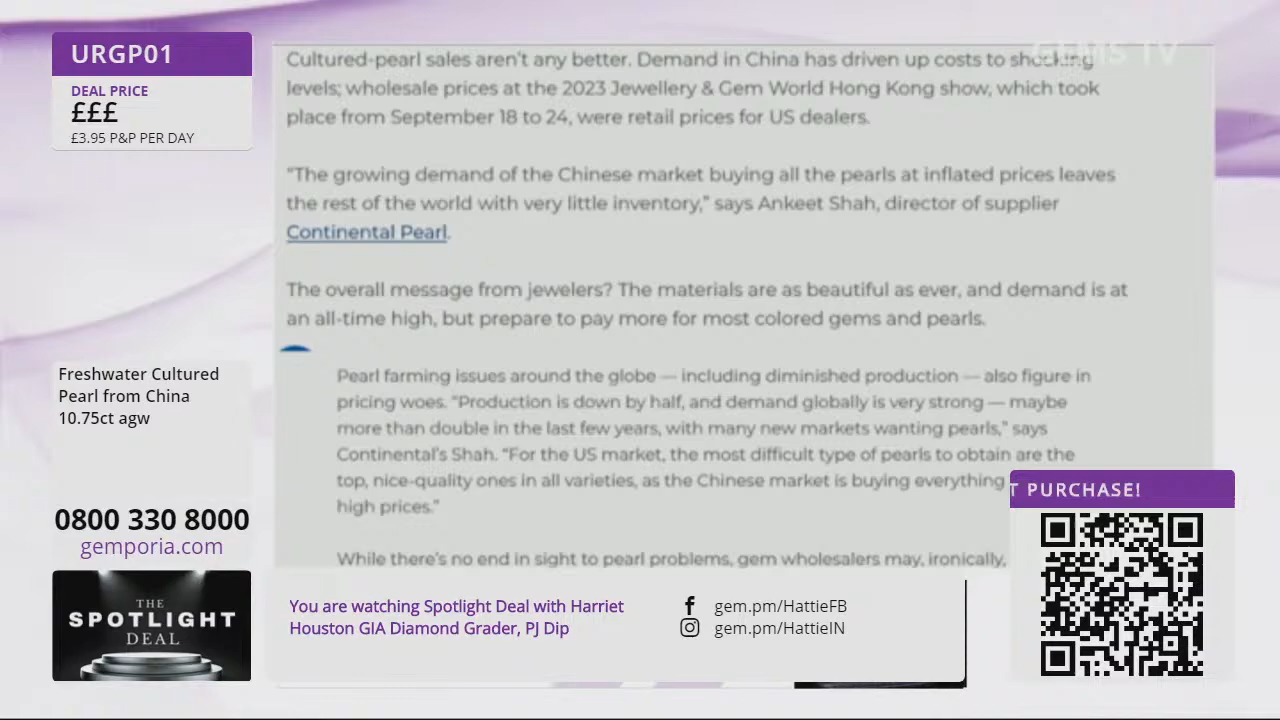 URGP01
DEAL PRICE
£££
£3.95 P&P PER DAY
GEMS TV
Cultured-pearl sales aren't any better. Demand in China has driven up costs to shocking
levels; wholesale prices at the 2023 Jewellery & Gem World Hong Kong show, which took
place from September 18 to 24, were retail prices for US dealers.
“The growing demand of the Chinese market buying all the pearls at inflated prices leaves
the rest of the world with very little inventory,” says Ankeet Shah, director of supplier
Continental Pearl.
The overall message from jewelers? The materials are as beautiful as ever, and demand is at
an all-time high, but prepare to pay more for most colored gems and pearls.
Pearl farming issues around the globe — including diminished production — also figure in
pricing woes. “Production is down by half, and demand globally is very strong — maybe
more than double in the last few years, with many new markets wanting pearls,” says
Continental's Shah. “For the US market, the most difficult type of pearls to obtain are the
top, nice-quality ones in all varieties, as the Chinese market is buying everything
high prices.”
While there's no end in sight to pearl problems, gem wholesalers may, ironically,
Freshwater Cultured
Pearl from China
10.75ct agw
0800 330 8000
gemporia.com
THE
SPOTLIGHT
DEAL
You are watching Spotlight Deal with Harriet
Houston GIA Diamond Grader, PJ Dip
gem.pm/HattieFB
gem.pm/HattieIN
T PURCHASE!